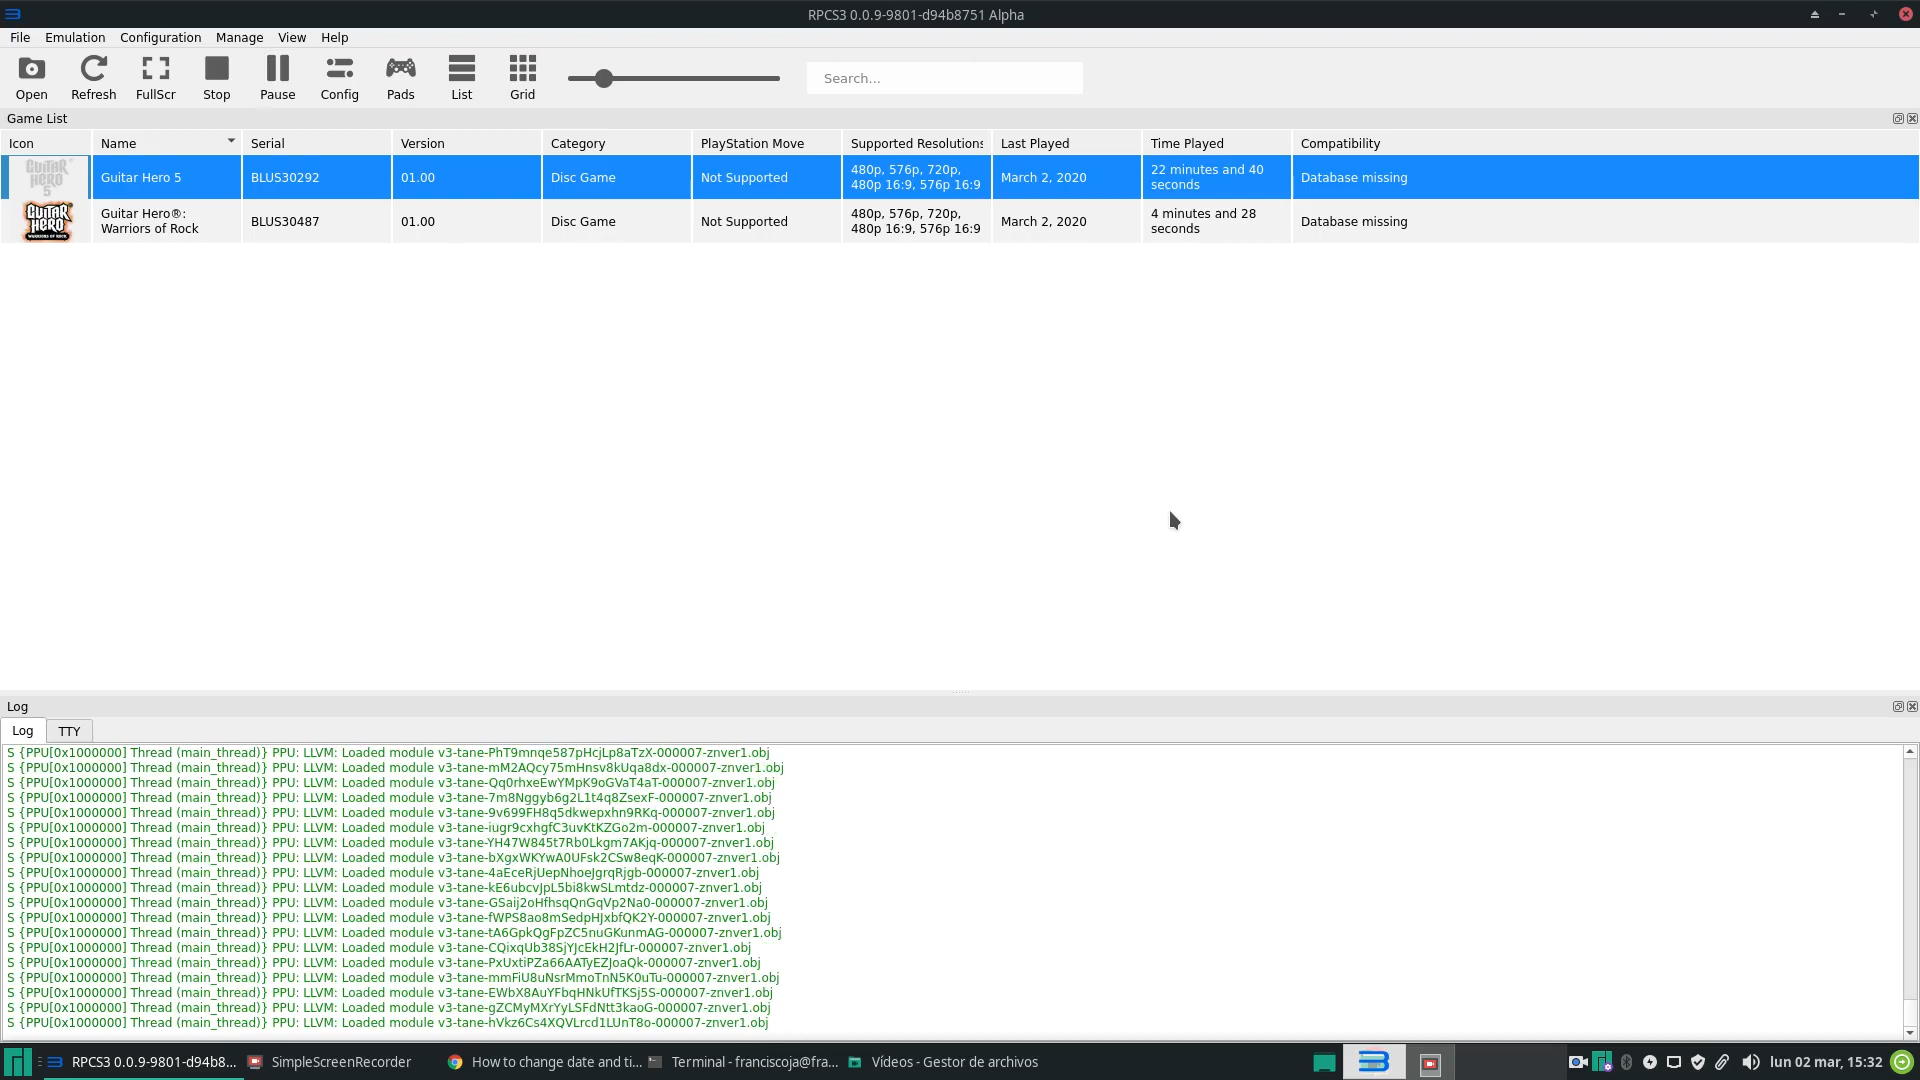 RPCS3 0.0.9-9801-d94b8751 Alpha
File Emulation Configuration Manage View Help
Open Refresh FullScr Stop Pause Config Pads List Grid Search...
Game List
Icon Name Serial Version Category PlayStation Move Supported Resolutions Last Played Time Played Compatibility
GUITAR HERO 5 Guitar Hero 5 BLUS30292 01.00 Disc Game Not Supported 480p, 576p, 720p, 480p 16:9, 576p 16:9 March 2, 2020 22 minutes and 40 seconds Database missing
GUITAR HERO WARRIORS OF ROCK Guitar Hero®: Warriors of Rock BLUS30487 01.00 Disc Game Not Supported 480p, 576p, 720p, 480p 16:9, 576p 16:9 March 2, 2020 4 minutes and 28 seconds Database missing
Log
Log TTY
S {PPU[0x1000000] Thread (main_thread)} PPU: LLVM: Loaded module v3-tane-PhT9mnqe587pHcjLp8aTzX-000007-znver1.obj
S {PPU[0x1000000] Thread (main_thread)} PPU: LLVM: Loaded module v3-tane-mM2AQcy75mHnsv8kUqa8dx-000007-znver1.obj
S {PPU[0x1000000] Thread (main_thread)} PPU: LLVM: Loaded module v3-tane-Qq0rhxeEwYMpK9oGVaT4aT-000007-znver1.obj
S {PPU[0x1000000] Thread (main_thread)} PPU: LLVM: Loaded module v3-tane-7m8Nggyb6g2L1t4q8ZsexF-000007-znver1.obj
S {PPU[0x1000000] Thread (main_thread)} PPU: LLVM: Loaded module v3-tane-9v699FH8q5dkwepxhn9RKq-000007-znver1.obj
S {PPU[0x1000000] Thread (main_thread)} PPU: LLVM: Loaded module v3-tane-iugr9cxhgfC3uvKtKZGo2m-000007-znver1.obj
S {PPU[0x1000000] Thread (main_thread)} PPU: LLVM: Loaded module v3-tane-YH47W845t7Rb0Lkgm7AKjq-000007-znver1.obj
S {PPU[0x1000000] Thread (main_thread)} PPU: LLVM: Loaded module v3-tane-bXgxWKYwA0UFsk2CSw8eqK-000007-znver1.obj
S {PPU[0x1000000] Thread (main_thread)} PPU: LLVM: Loaded module v3-tane-4aEceRjUepNhoeJgrqRjgb-000007-znver1.obj
S {PPU[0x1000000] Thread (main_thread)} PPU: LLVM: Loaded module v3-tane-kE6ubcvJpL5bi8kwSLmtdz-000007-znver1.obj
S {PPU[0x1000000] Thread (main_thread)} PPU: LLVM: Loaded module v3-tane-GSaij2oHfhsqQnGqVp2Na0-000007-znver1.obj
S {PPU[0x1000000] Thread (main_thread)} PPU: LLVM: Loaded module v3-tane-fWPS8ao8mSedpHJxbfQK2Y-000007-znver1.obj
S {PPU[0x1000000] Thread (main_thread)} PPU: LLVM: Loaded module v3-tane-tA6GpkQgFpZC5nuGKunmAG-000007-znver1.obj
S {PPU[0x1000000] Thread (main_thread)} PPU: LLVM: Loaded module v3-tane-CQixqUb38SjYJcEkH2JfLr-000007-znver1.obj
S {PPU[0x1000000] Thread (main_thread)} PPU: LLVM: Loaded module v3-tane-PxUxtiPZa66AATyEZJoaQk-000007-znver1.obj
S {PPU[0x1000000] Thread (main_thread)} PPU: LLVM: Loaded module v3-tane-mmFiU8uNsrMmoTnN5K0uTu-000007-znver1.obj
S {PPU[0x1000000] Thread (main_thread)} PPU: LLVM: Loaded module v3-tane-EWbX8AuYFbqHNkUfTKSj5S-000007-znver1.obj
S {PPU[0x1000000] Thread (main_thread)} PPU: LLVM: Loaded module v3-tane-gZCMyMXrYyLSFdNtt3kaoG-000007-znver1.obj
S {PPU[0x1000000] Thread (main_thread)} PPU: LLVM: Loaded module v3-tane-hVkz6Cs4XQVLrcd1LUnT8o-000007-znver1.obj
RPCS3 0.0.9-9801-d94b8... SimpleScreenRecorder How to change date and ti... Terminal - franciscoja@fra... Vídeos - Gestor de archivos lun 02 mar, 15:32